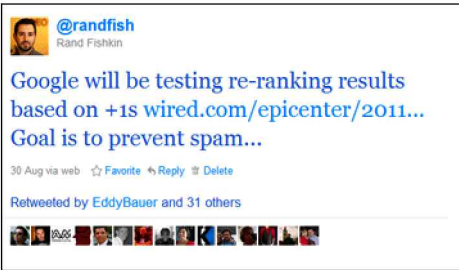 @randfish
Rand Fishkin
Google will be testing re-ranking results
based on +1s wired.com/epicenter/2011...
Goal is to prevent spam...
30 Aug via web Favorite Reply Delete
Retweeted by EddyBauer and 31 others